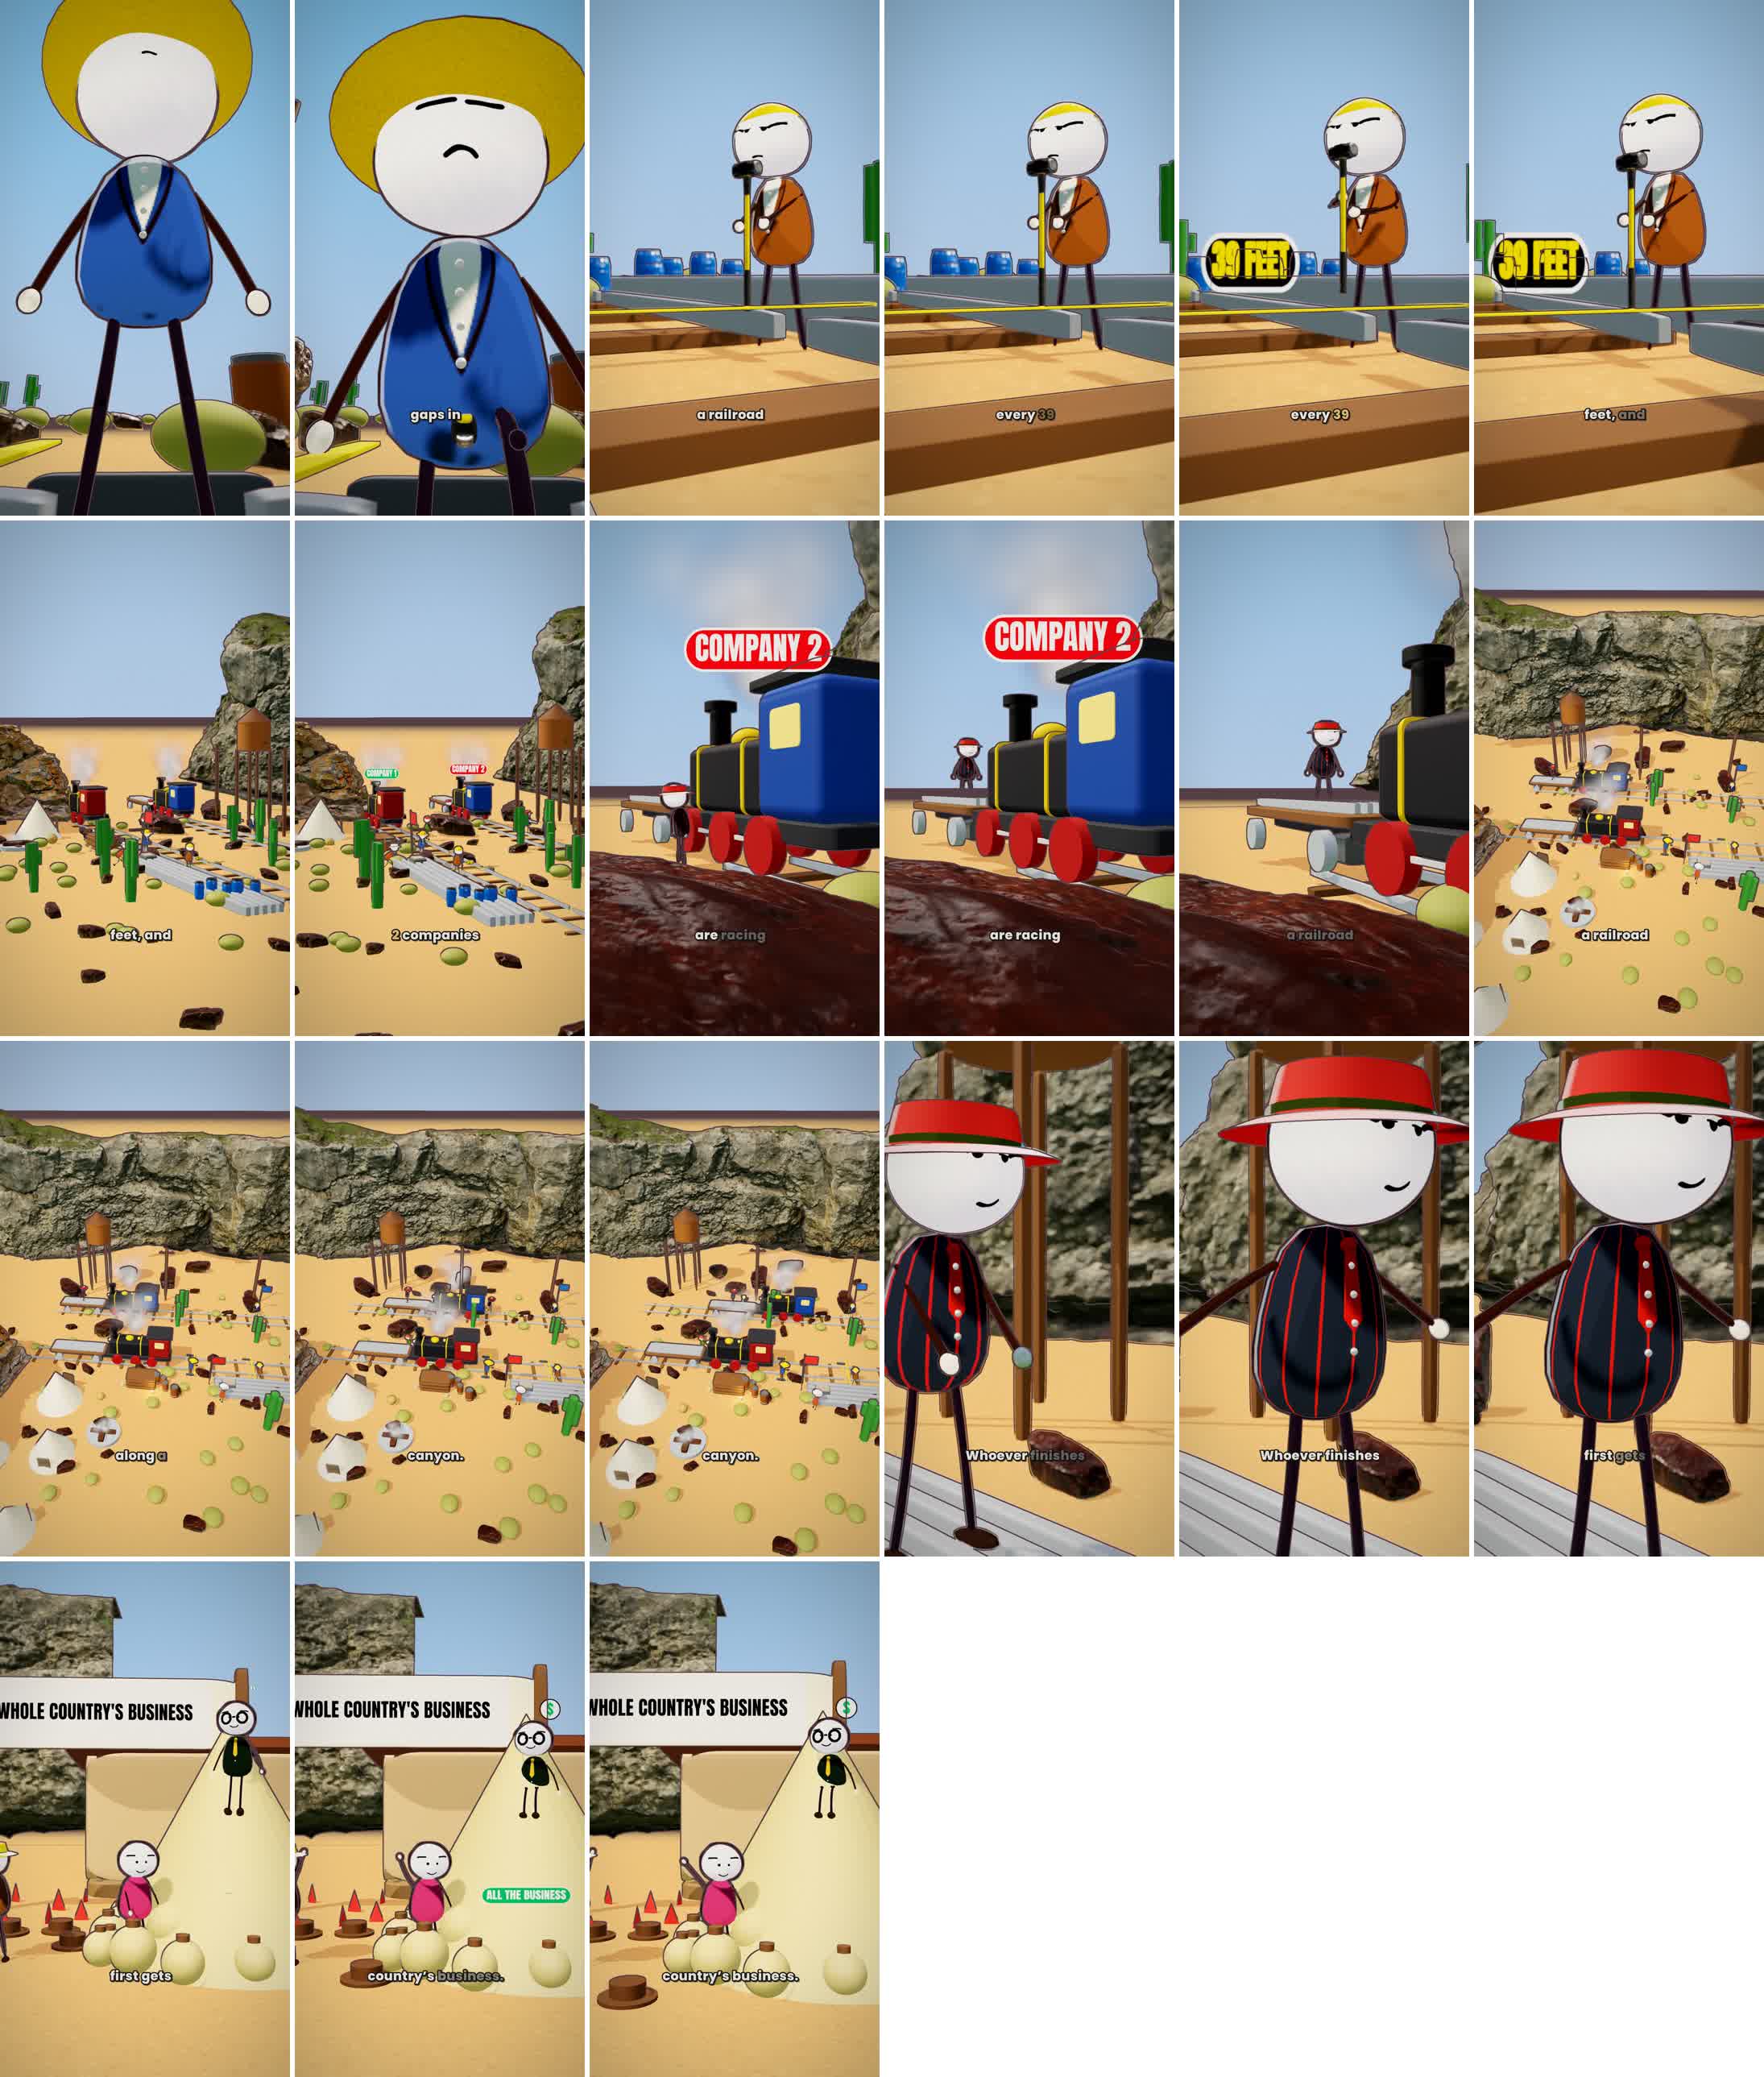 gaps in
a railroad
every 39
39 FEET
every 39
39 FEET
feet, and
feet, and
COMPANY 1
COMPANY 2
2 companies
COMPANY 2
are racing
COMPANY 2
are racing
a railroad
a railroad
along a
canyon.
canyon.
Whoever finishes
Whoever finishes
first gets
WHOLE COUNTRY'S BUSINESS
first gets
WHOLE COUNTRY'S BUSINESS
$
ALL THE BUSINESS
country's business.
WHOLE COUNTRY'S BUSINESS
$
country's business.